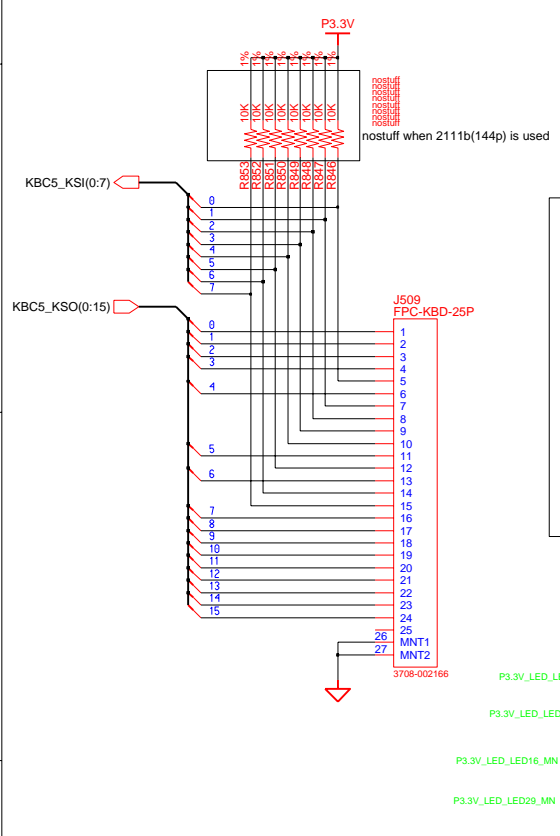 P3.3V
1% 1% 1% 1% 1% 1% 1% 1%
10K 10K 10K 10K 10K 10K 10K 10K
nostuff
nostuff
nostuff
nostuff
nostuff
nostuff
nostuff
nostuff
nostuff when 2111b(144p) is used
R853 R852 R851 R850 R849 R848 R847 R846
KBC5_KSI(0:7)
0
1
2
3
4
5
6
7
KBC5_KSO(0:15)
0
1
2
3
4
5
6
7
8
9
10
11
12
13
14
15
J509
FPC-KBD-25P
1
2
3
4
5
6
7
8
9
10
11
12
13
14
15
16
17
18
19
20
21
22
23
24
25
26 MNT1
27 MNT2
3708-002166
P3.3V_LED_LE
P3.3V_LED_LED
P3.3V_LED_LED16_MN
P3.3V_LED_LED29_MN